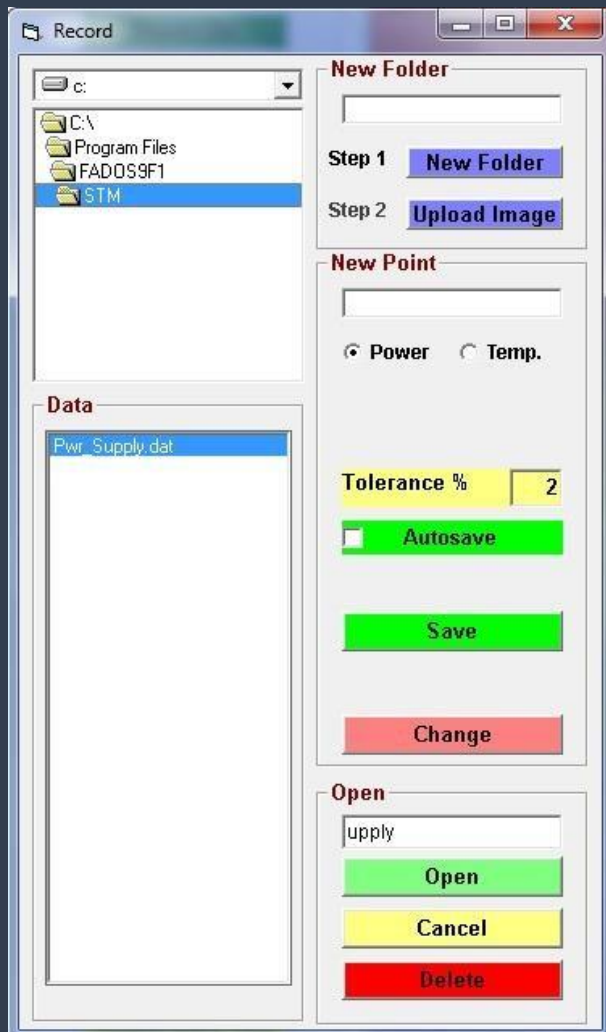 Record
c:
C:\
Program Files
FADOS9F1
STM
Data
Pwr_Supply.dat
New Folder
Step 1 New Folder
Step 2 Upload Image
New Point
Power Temp.
Tolerance % 2
Autosave
Save
Change
Open
upply
Open
Cancel
Delete